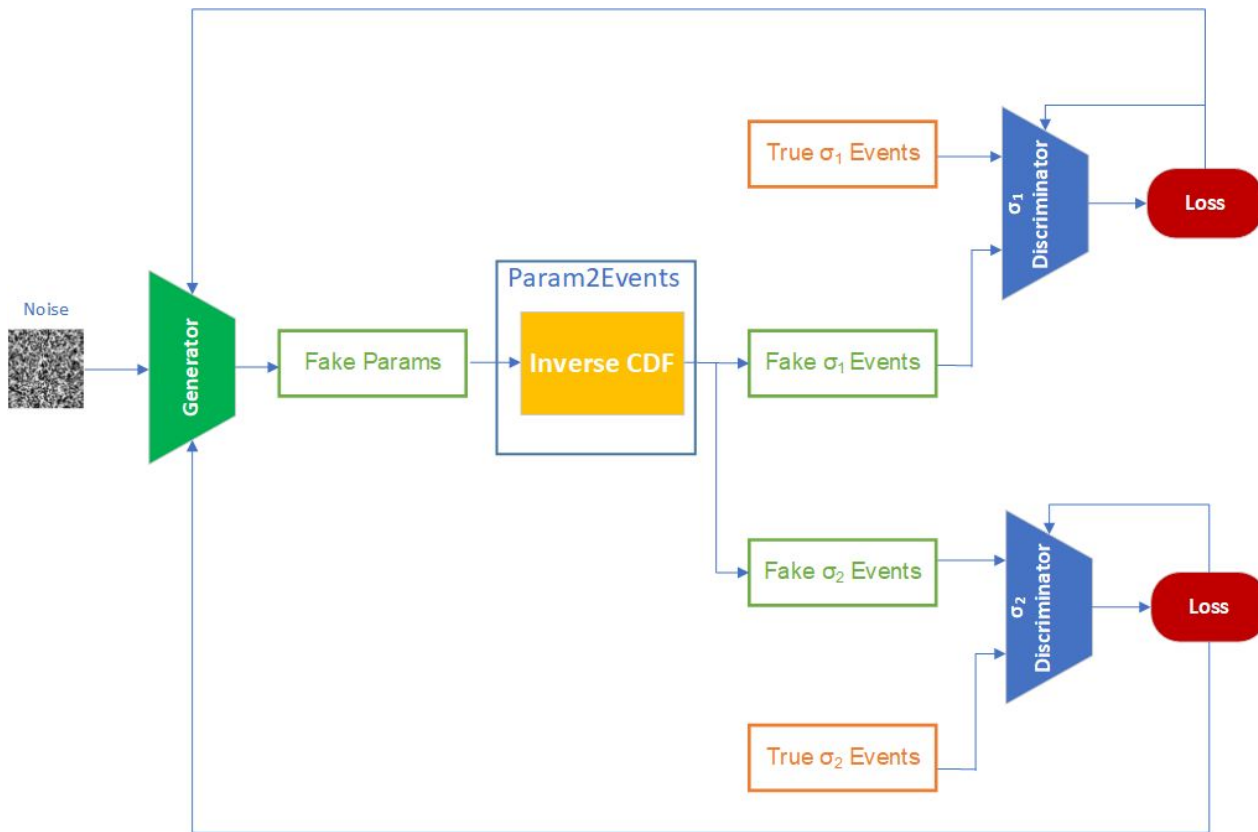 True σ₁ Events
σ₁
Discriminator
Loss
Noise
Generator
Fake Params
Param2Events
Inverse CDF
Fake σ₁ Events
Fake σ₂ Events
σ₂
Discriminator
Loss
True σ₂ Events